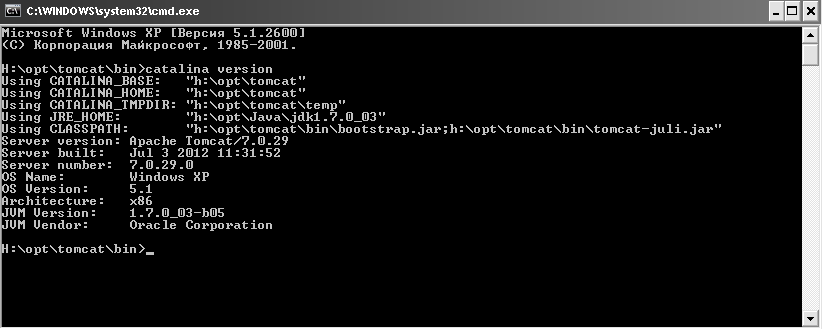 C:\WINDOWS\system32\cmd.exe
Microsoft Windows XP [Версия 5.1.2600]
(C) Корпорация Майкрософт, 1985-2001.
H:\opt\tomcat\bin>catalina version
Using CATALINA_BASE:   "h:\opt\tomcat"
Using CATALINA_HOME:   "h:\opt\tomcat"
Using CATALINA_TMPDIR: "h:\opt\tomcat\temp"
Using JRE_HOME:        "h:\opt\Java\jdk1.7.0_03"
Using CLASSPATH:       "h:\opt\tomcat\bin\bootstrap.jar;h:\opt\tomcat\bin\tomcat-juli.jar"
Server version: Apache Tomcat/7.0.29
Server built:   Jul 3 2012 11:31:52
Server number:  7.0.29.0
OS Name:        Windows XP
OS Version:     5.1
Architecture:   x86
JVM Version:    1.7.0_03-b05
JVM Vendor:     Oracle Corporation
H:\opt\tomcat\bin>_